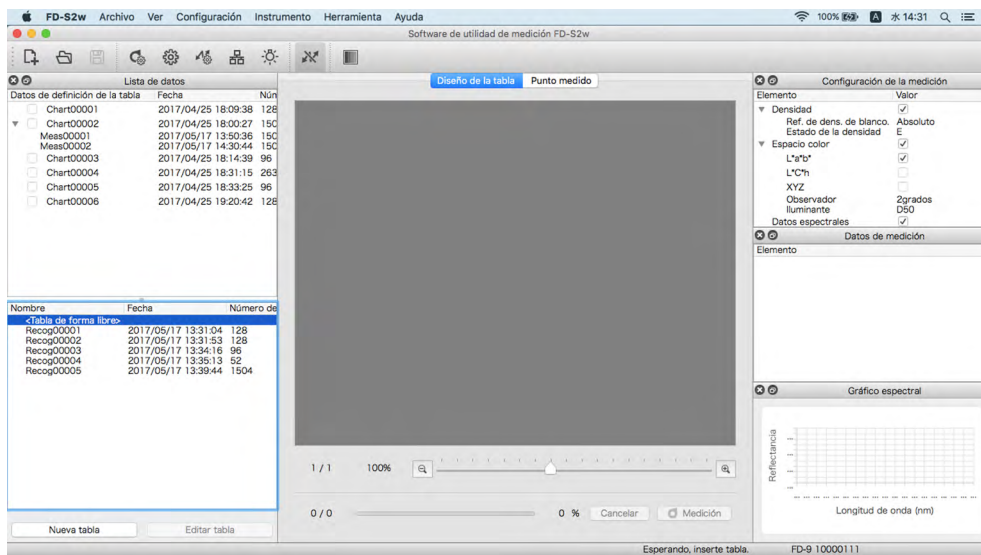 FD-S2w Archivo Ver Configuración Instrumento Herramienta Ayuda 100% A 水 14:31
Software de utilidad de medición FD-S2w
Lista de datos
Datos de definición de la tabla Fecha Núm
Chart00001 2017/04/25 18:09:38 128
Chart00002 2017/04/25 18:00:27 150
Meas00001 2017/05/17 13:50:36 150
Meas00002 2017/05/17 14:30:44 150
Chart00003 2017/04/25 18:14:39 96
Chart00004 2017/04/25 18:31:15 263
Chart00005 2017/04/25 18:33:25 96
Chart00006 2017/04/25 19:20:42 128
Nombre Fecha Número de
<Tabla de forma libre>
Recog00001 2017/05/17 13:31:04 128
Recog00002 2017/05/17 13:31:53 128
Recog00003 2017/05/17 13:34:16 96
Recog00004 2017/05/17 13:35:13 52
Recog00005 2017/05/17 13:39:44 1504
Nueva tabla Editar tabla
Diseño de la tabla Punto medido
1 / 1 100%
0 / 0 0 % Cancelar Medición
Configuración de la medición
Elemento Valor
Densidad
Ref. de dens. de blanco. Absoluto
Estado de la densidad E
Espacio color
L*a*b*
L*C*h
XYZ
Observador 2grados
Iluminante D50
Datos espectrales
Datos de medición
Elemento
Gráfico espectral
Reflectancia
Longitud de onda (nm)
Esperando, inserte tabla. FD-9 10000111